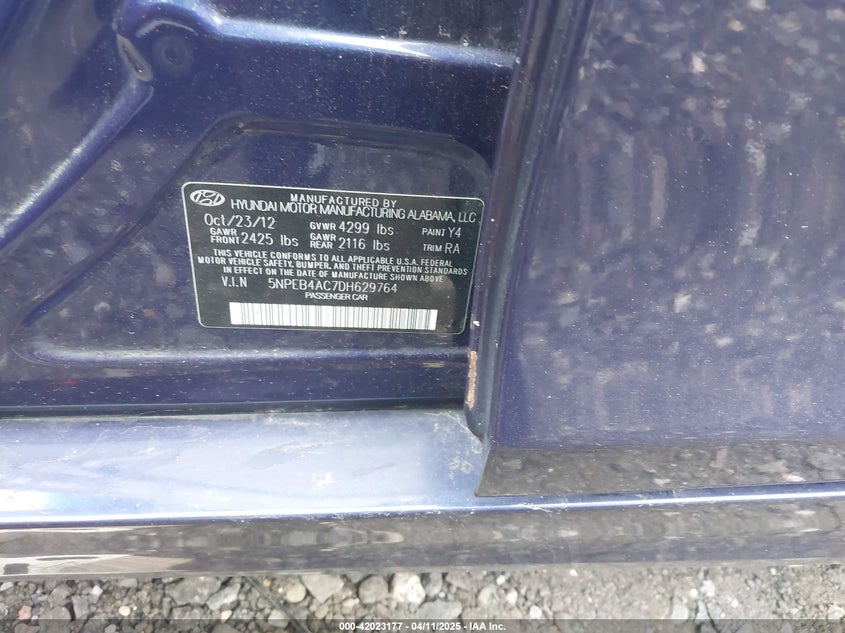 MANUFACTURED BY
HYUNDAI MOTOR MANUFACTURING ALABAMA, LLC
Oct/23/12 GVWR 4299 lbs PAINT Y4
GAWR FRONT 2425 lbs GAWR REAR 2116 lbs TRIM RA
THIS VEHICLE CONFORMS TO ALL APPLICABLE U.S.A. FEDERAL
MOTOR VEHICLE SAFETY, BUMPER, AND THEFT PREVENTION STANDARDS
IN EFFECT ON THE DATE OF MANUFACTURE SHOWN ABOVE
V.I.N 5NPEB4AC7DH629764
PASSENGER CAR
000-42023177 - 04/11/2025 - IAA Inc.